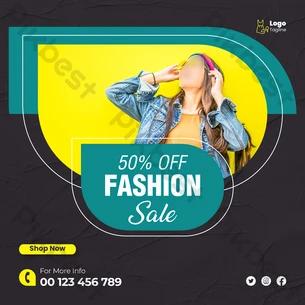 Logo
Tagline
50% OFF
FASHION
Sale
Shop Now
For More Info
00 123 456 789